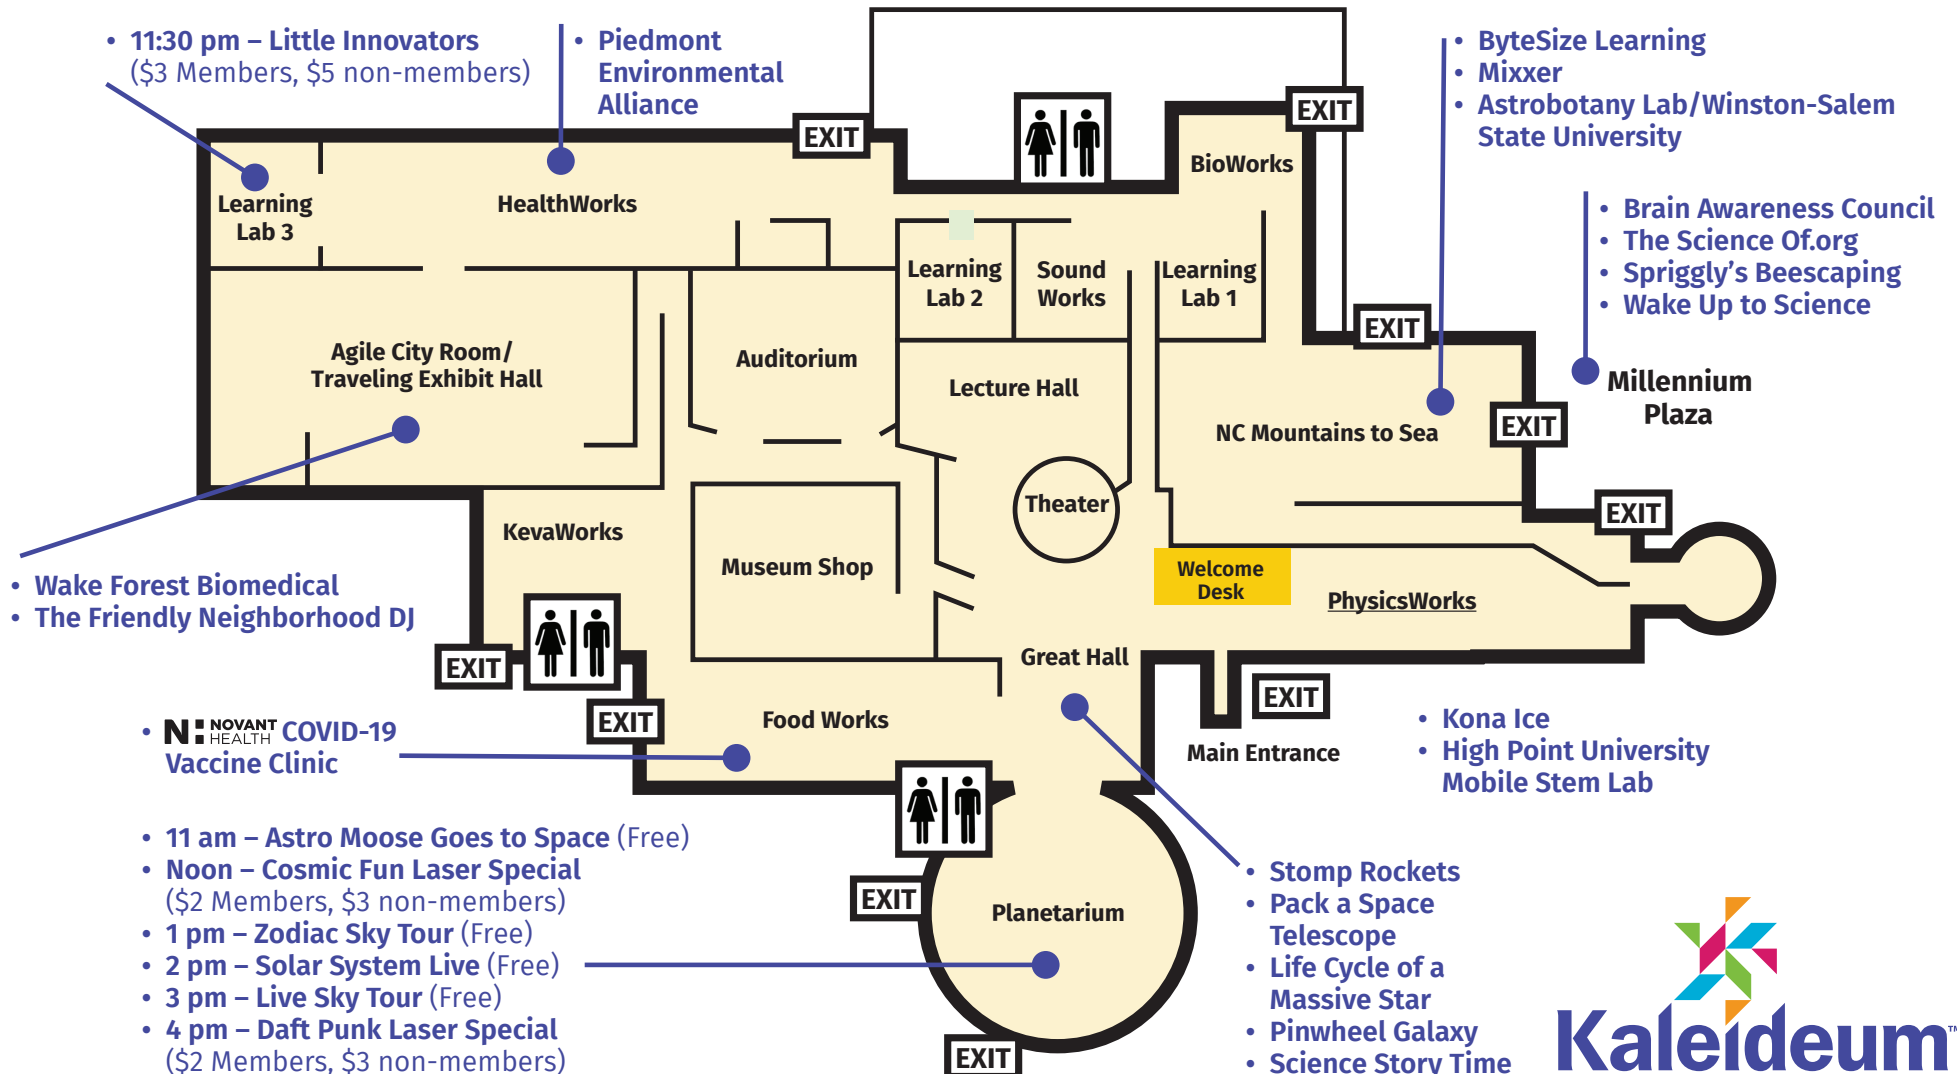 • 11:30 pm – Little Innovators
($3 Members, $5 non-members)
• Piedmont
Environmental
Alliance
• ByteSize Learning
• Mixxer
• Astrobotany Lab/Winston-Salem
State University
• Brain Awareness Council
• The Science Of.org
• Spriggly's Beescaping
• Wake Up to Science
EXIT
EXIT
BioWorks
Learning
Lab 3
HealthWorks
Learning
Lab 2
Sound
Works
Learning
Lab 1
EXIT
Agile City Room/
Traveling Exhibit Hall
Auditorium
Lecture Hall
Millennium
Plaza
NC Mountains to Sea
EXIT
Theater
EXIT
KevaWorks
Museum Shop
Welcome
Desk
PhysicsWorks
• Wake Forest Biomedical
• The Friendly Neighborhood DJ
EXIT
Great Hall
EXIT
EXIT
Food Works
Main Entrance
• N NOVANT HEALTH COVID-19
Vaccine Clinic
• Kona Ice
• High Point University
Mobile Stem Lab
• 11 am – Astro Moose Goes to Space (Free)
• Noon – Cosmic Fun Laser Special
($2 Members, $3 non-members)
• 1 pm – Zodiac Sky Tour (Free)
• 2 pm – Solar System Live (Free)
• 3 pm – Live Sky Tour (Free)
• 4 pm – Daft Punk Laser Special
($2 Members, $3 non-members)
EXIT
Planetarium
EXIT
• Stomp Rockets
• Pack a Space
Telescope
• Life Cycle of a
Massive Star
• Pinwheel Galaxy
• Science Story Time
Kaleideum™